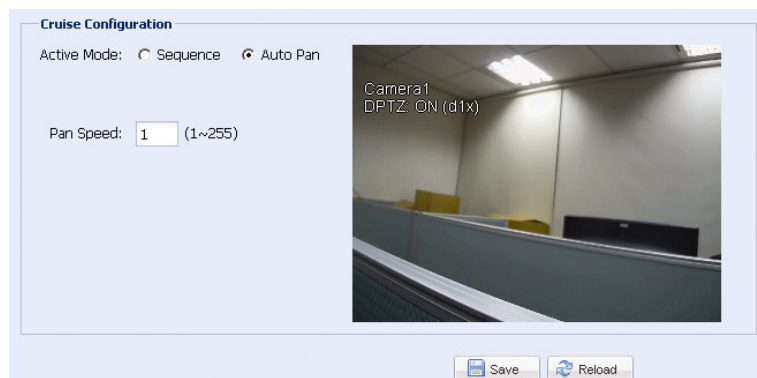 Cruise Configuration
Active Mode: Sequence Auto Pan
Camera1
DPTZ: ON (d1x)
Pan Speed: 1 (1~255)
Save Reload